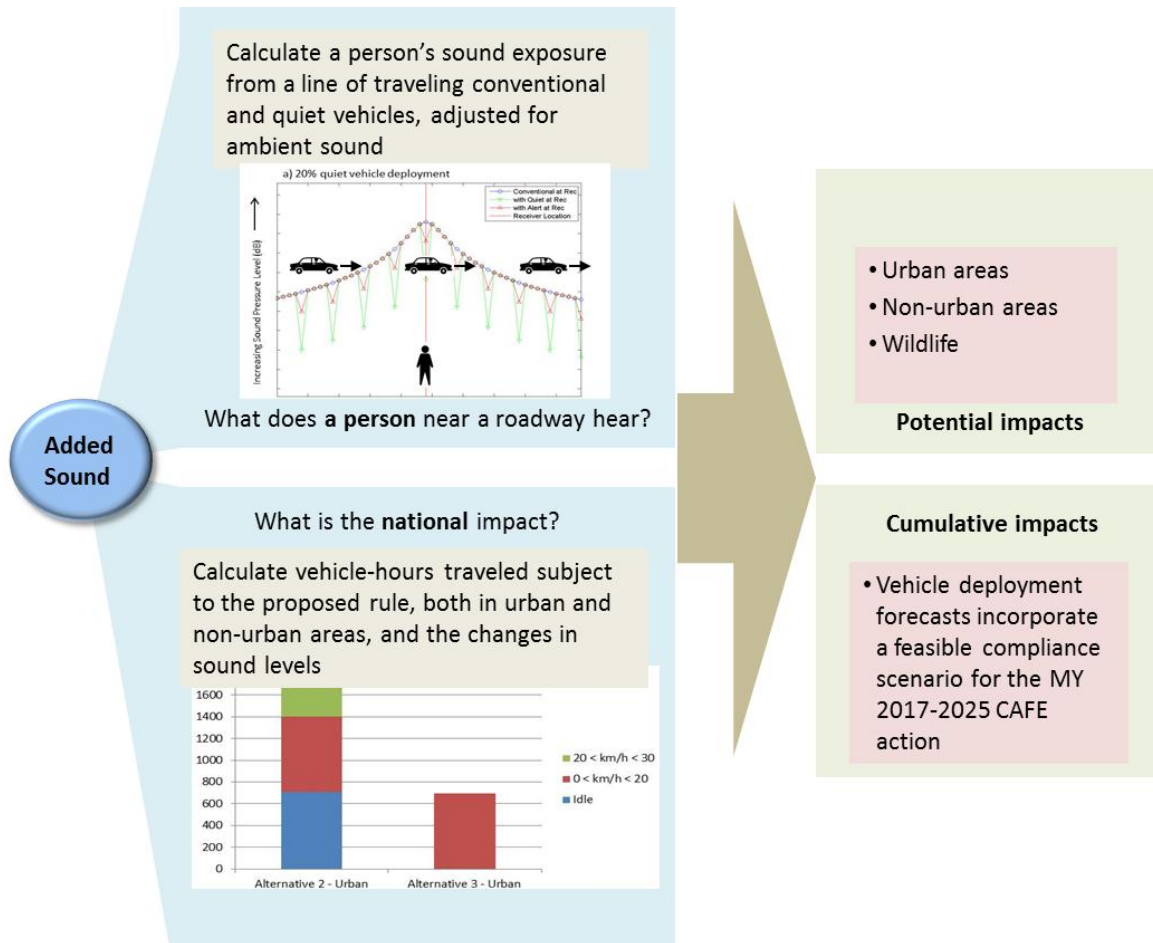 Calculate a person's sound exposure
from a line of traveling conventional
and quiet vehicles, adjusted for
ambient sound
a) 20% quiet vehicle deployment
Increasing Sound Pressure Level (dB)
Conventional at Rec
with Quiet at Rec
with Alert at Rec
Receiver Location
What does a person near a roadway hear?
Added
Sound
What is the national impact?
Calculate vehicle-hours traveled subject
to the proposed rule, both in urban and
non-urban areas, and the changes in
sound levels
1600
1400
1200
1000
800
600
400
200
0
Alternative 2 - Urban
Alternative 3 - Urban
20 < km/h < 30
0 < km/h < 20
Idle
• Urban areas
• Non-urban areas
• Wildlife
Potential impacts
Cumulative impacts
• Vehicle deployment
forecasts incorporate
a feasible compliance
scenario for the MY
2017-2025 CAFE
action